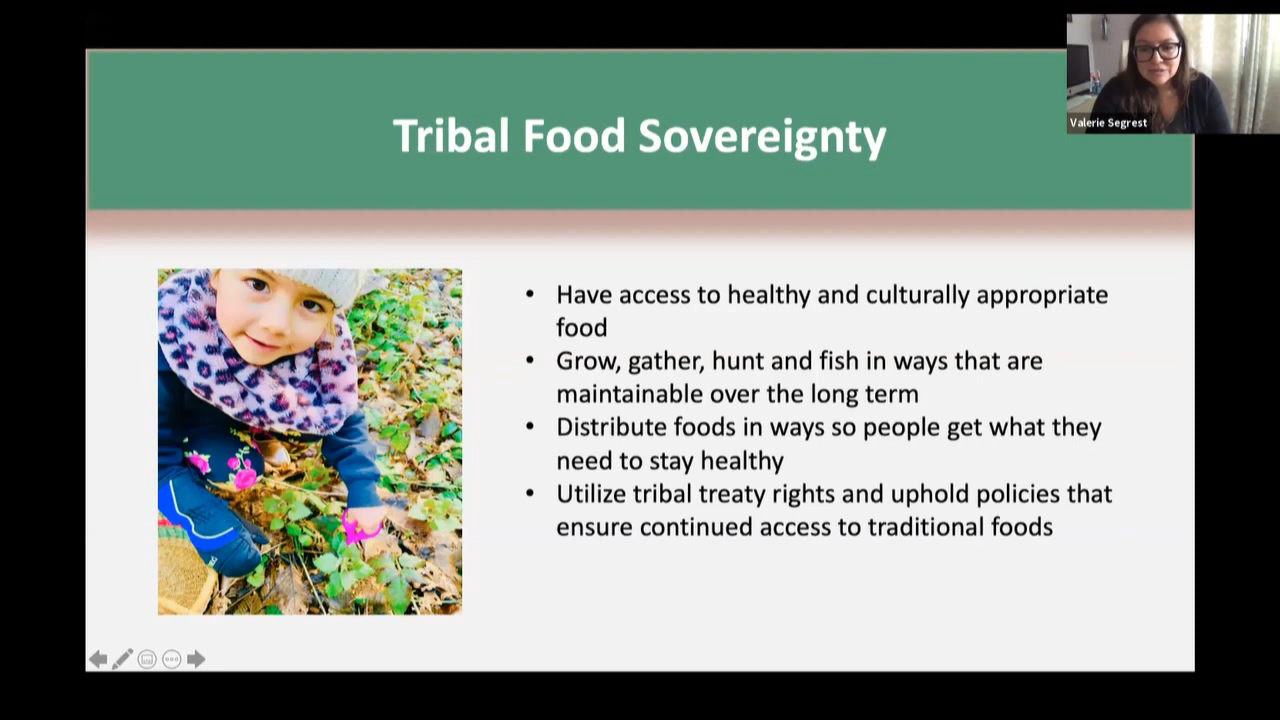 Valerie Segrest
Tribal Food Sovereignty
• Have access to healthy and culturally appropriate
food
• Grow, gather, hunt and fish in ways that are
maintainable over the long term
• Distribute foods in ways so people get what they
need to stay healthy
• Utilize tribal treaty rights and uphold policies that
ensure continued access to traditional foods